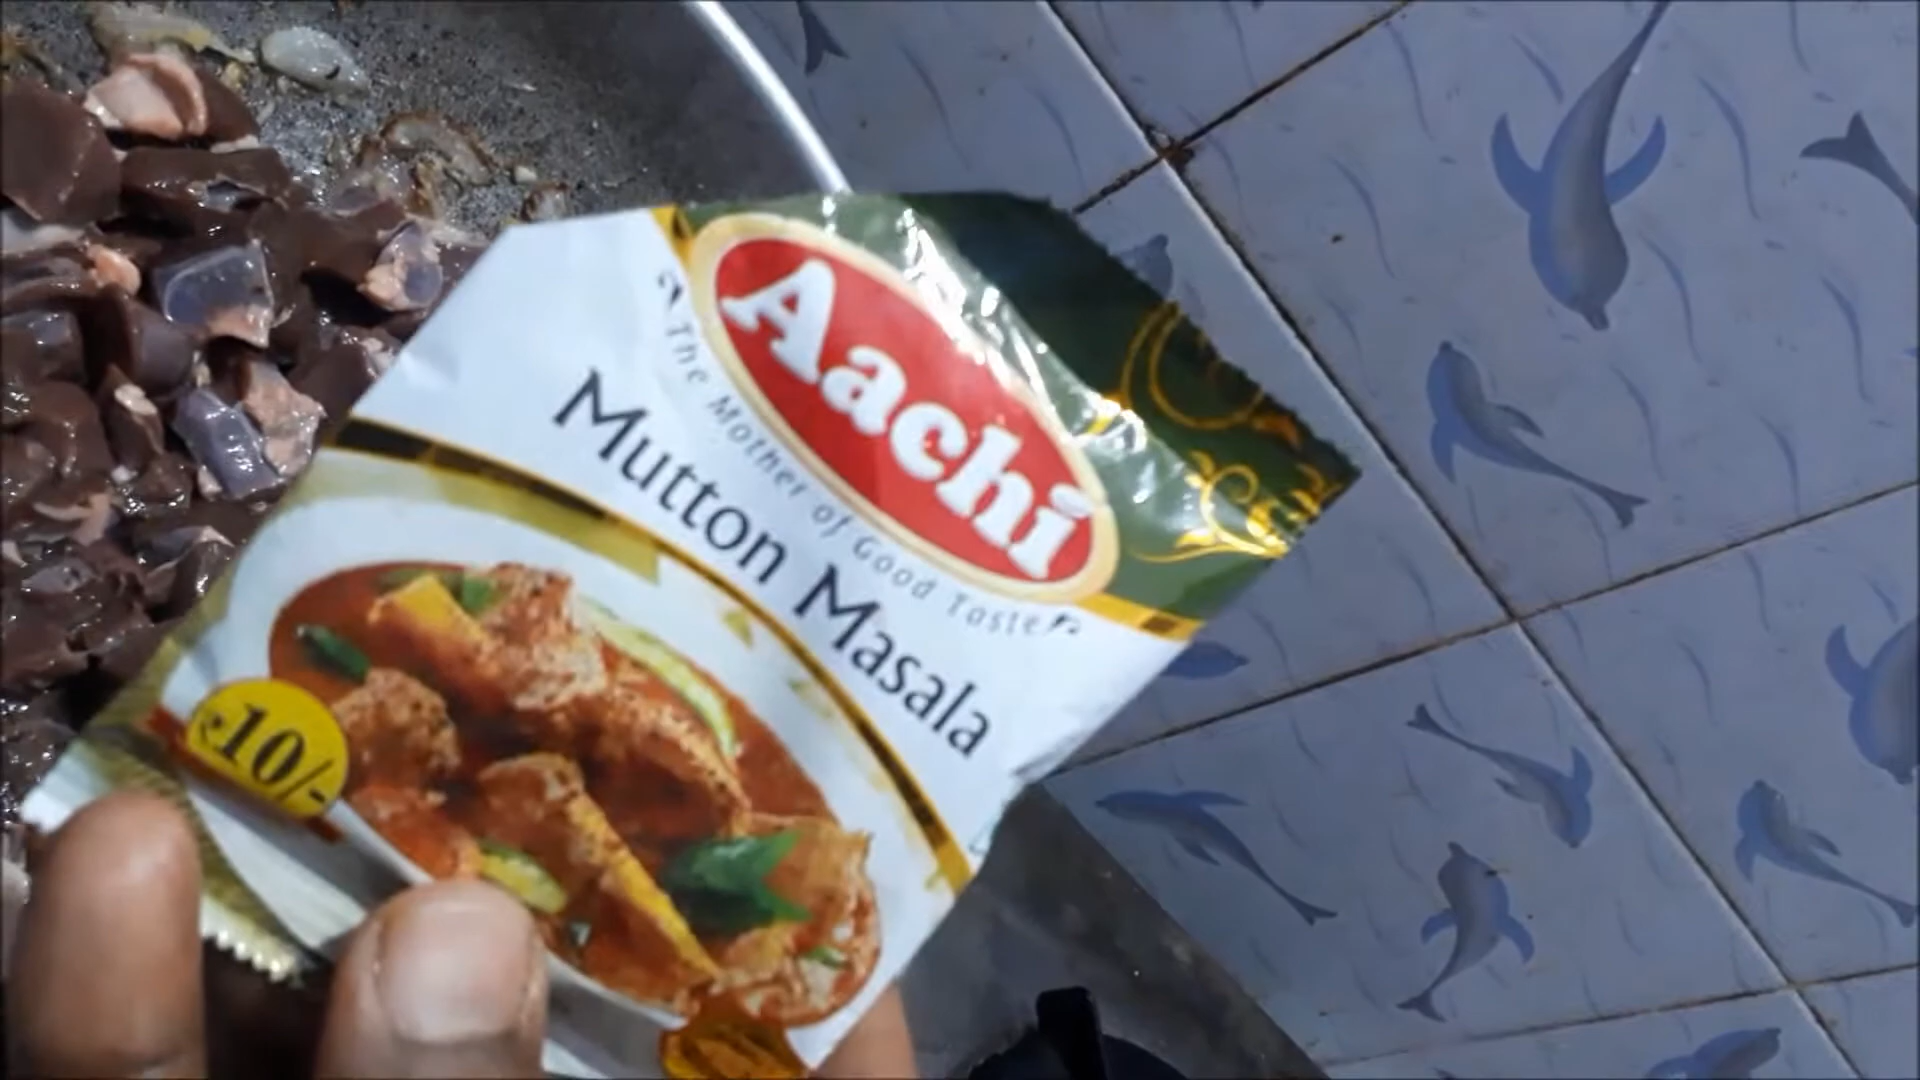 Aachi
The Mother of Good Taste
Mutton Masala
₹10/-